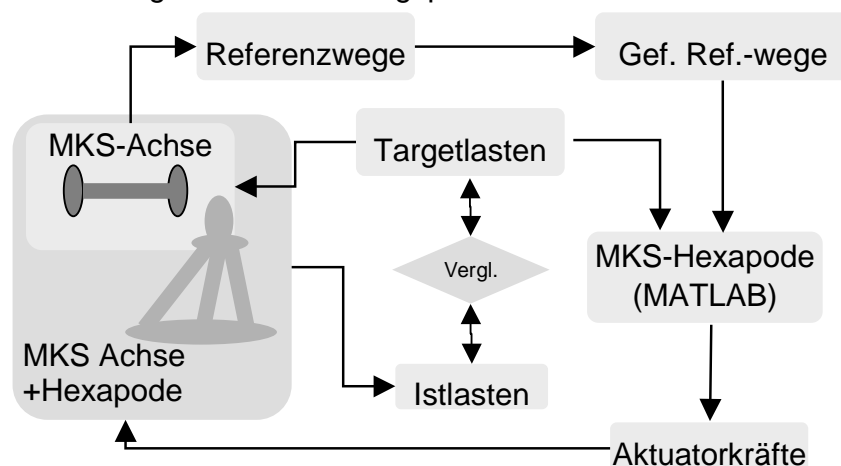 Referenzwege
Gef. Ref.-wege
MKS-Achse
Targetlasten
Vergl.
MKS-Hexapode
(MATLAB)
MKS Achse
+Hexapode
Istlasten
Aktuatorkräfte